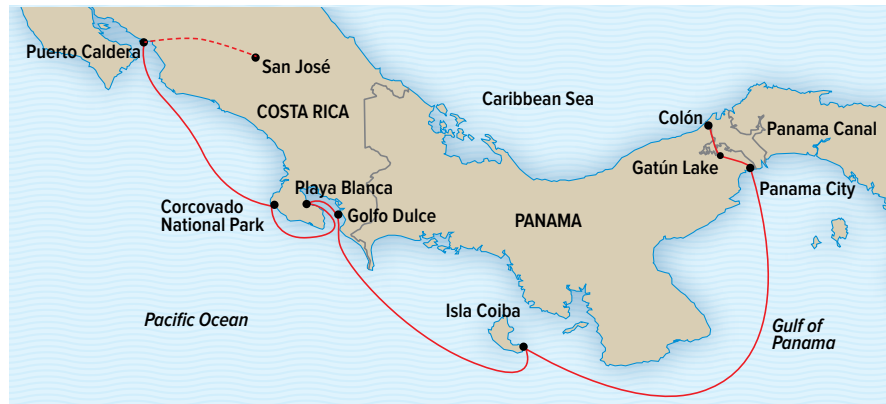 Puerto Caldera
San José
COSTA RICA
Caribbean Sea
Colón
Panama Canal
Gatún Lake
Panama City
Playa Blanca
Corcovado
National Park
Golfo Dulce
PANAMA
Isla Coiba
Pacific Ocean
Gulf of
Panama